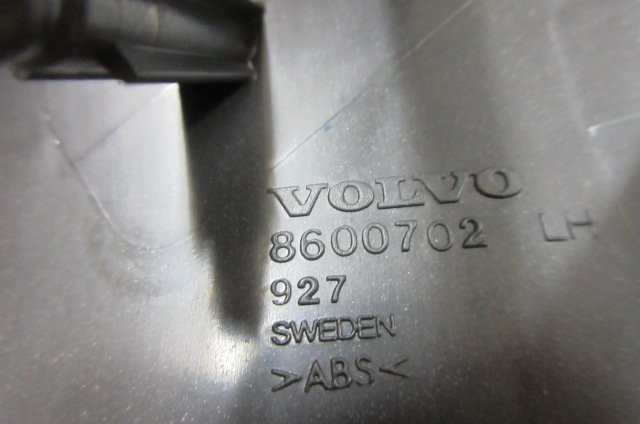 VOLVO
8600702 LH
927
SWEDEN
>ABS<